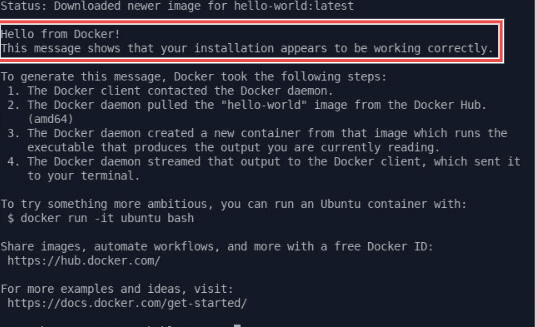 Status: Downloaded newer image for hello-world:latest
Hello from Docker!
This message shows that your installation appears to be working correctly.
To generate this message, Docker took the following steps:
1. The Docker client contacted the Docker daemon.
2. The Docker daemon pulled the "hello-world" image from the Docker Hub.
(amd64)
3. The Docker daemon created a new container from that image which runs the
executable that produces the output you are currently reading.
4. The Docker daemon streamed that output to the Docker client, which sent it
to your terminal.
To try something more ambitious, you can run an Ubuntu container with:
$ docker run -it ubuntu bash
Share images, automate workflows, and more with a free Docker ID:
https://hub.docker.com/
For more examples and ideas, visit:
https://docs.docker.com/get-started/